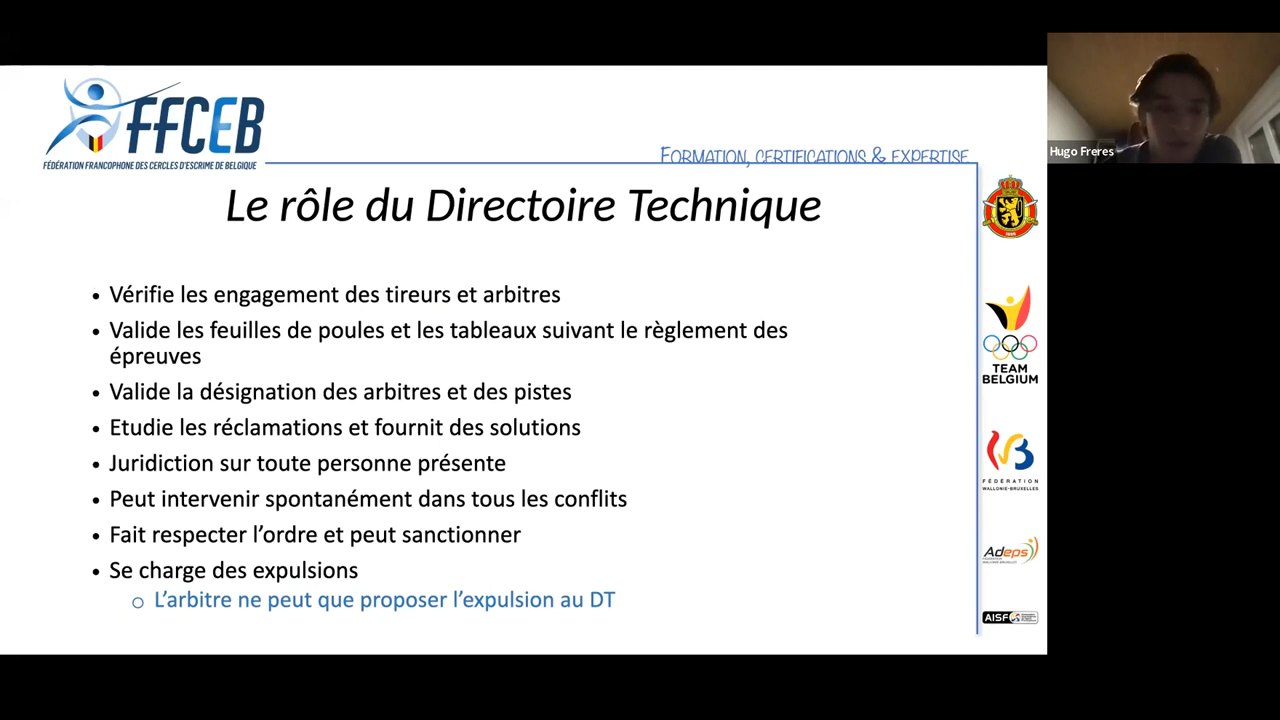 FFCEB
FÉDÉRATION FRANCOPHONE DES CERCLES D'ESCRIME DE BELGIQUE
FORMATION, CERTIFICATIONS & EXPERTISE
Hugo Freres
Le rôle du Directoire Technique
• Vérifie les engagement des tireurs et arbitres
• Valide les feuilles de poules et les tableaux suivant le règlement des
épreuves
• Valide la désignation des arbitres et des pistes
• Etudie les réclamations et fournit des solutions
• Juridiction sur toute personne présente
• Peut intervenir spontanément dans tous les conflits
• Fait respecter l'ordre et peut sanctionner
• Se charge des expulsions
o L'arbitre ne peut que proposer l'expulsion au DT
TEAM
BELGIUM
FÉDÉRATION
WALLONIE-BRUXELLES
Adeps
AISF